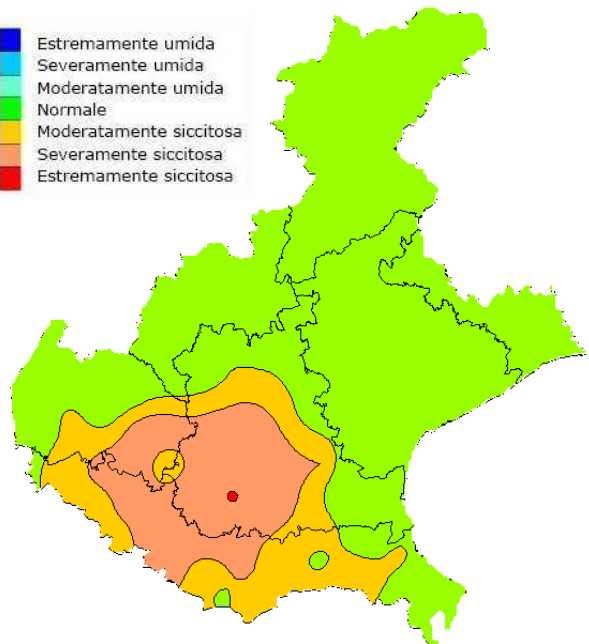 Estremamente umida
Severamente umida
Moderatamente umida
Normale
Moderatamente siccitosa
Severamente siccitosa
Estremamente siccitosa